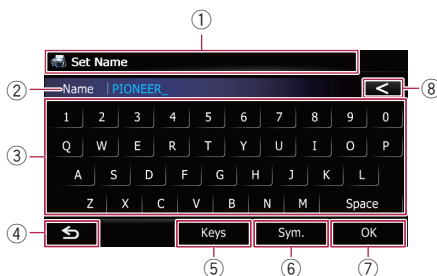 ①
Set Name
② Name PIONEER_ < ⑧
1 2 3 4 5 6 7 8 9 0
Q W E R T Y U I O P
③
A S D F G H J K L
Z X C V B N M Space
④ Keys Sym. OK
⑤ ⑥ ⑦